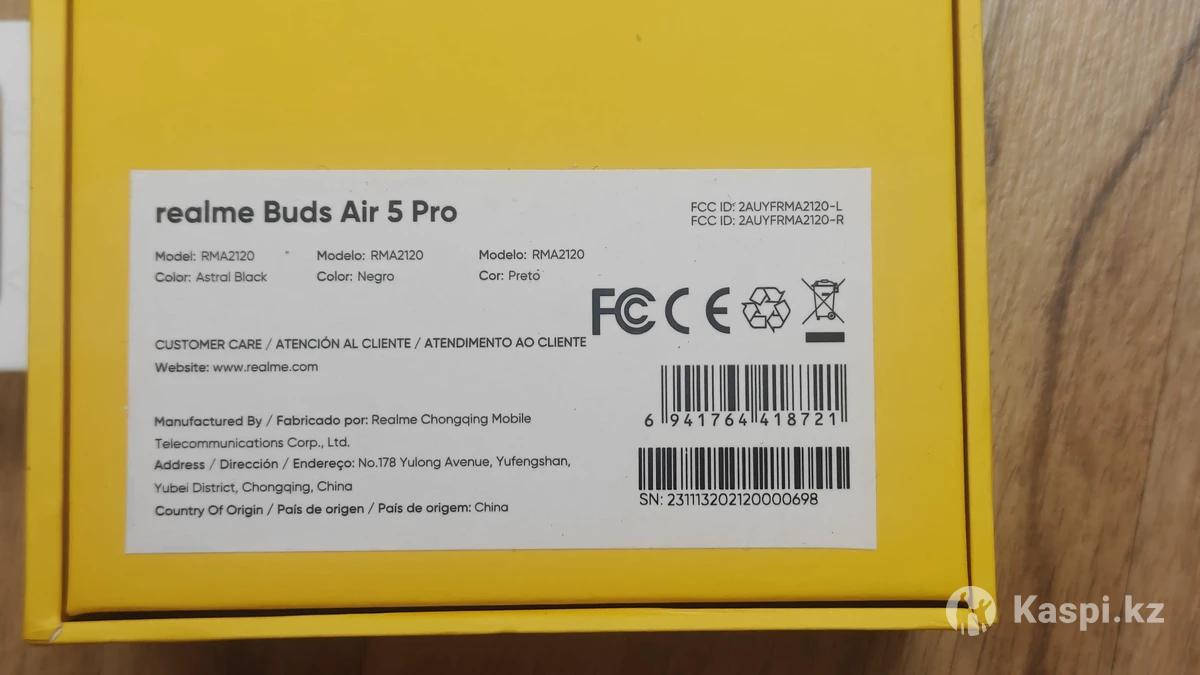 realme Buds Air 5 Pro
FCC ID: 2AUYFRMA2120-L
FCC ID: 2AUYFRMA2120-R
Model: RMA2120 Modelo: RMA2120 Modelo: RMA2120
Color: Astral Black Color: Negro Cor: Preto
FC CE
CUSTOMER CARE / ATENCIÓN AL CLIENTE / ATENDIMENTO AO CLIENTE
Website: www.realme.com
6 941764 418721
Manufactured By / Fabricado por: Realme Chongqing Mobile
Telecommunications Corp., Ltd.
Address / Dirección / Endereço: No.178 Yulong Avenue, Yufengshan,
Yubei District, Chongqing, China
Country Of Origin / País de origen / País de origem: China
SN: 231113202120000698
Kaspi.kz